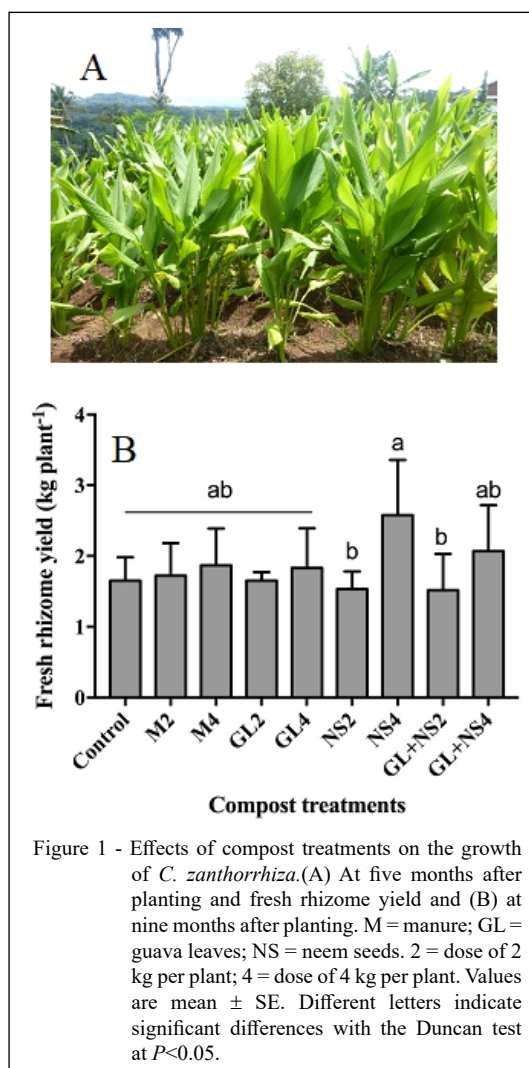 A
B
Fresh rhizome yield (kg plant⁻¹)
4
3
2
1
0
ab
b
a
b
ab
Control
M2
M4
GL2
GL4
NS2
NS4
GL+NS2
GL+NS4
Compost treatments
Figure 1 - Effects of compost treatments on the growth
of C. zanthorrhiza.(A) At five months after
planting and fresh rhizome yield and (B) at
nine months after planting. M = manure; GL =
guava leaves; NS = neem seeds. 2 = dose of 2
kg per plant; 4 = dose of 4 kg per plant. Values
are mean ± SE. Different letters indicate
significant differences with the Duncan test
at P<0.05.